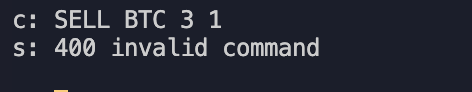 c: SELL BTC 3 1
s: 400 invalid command